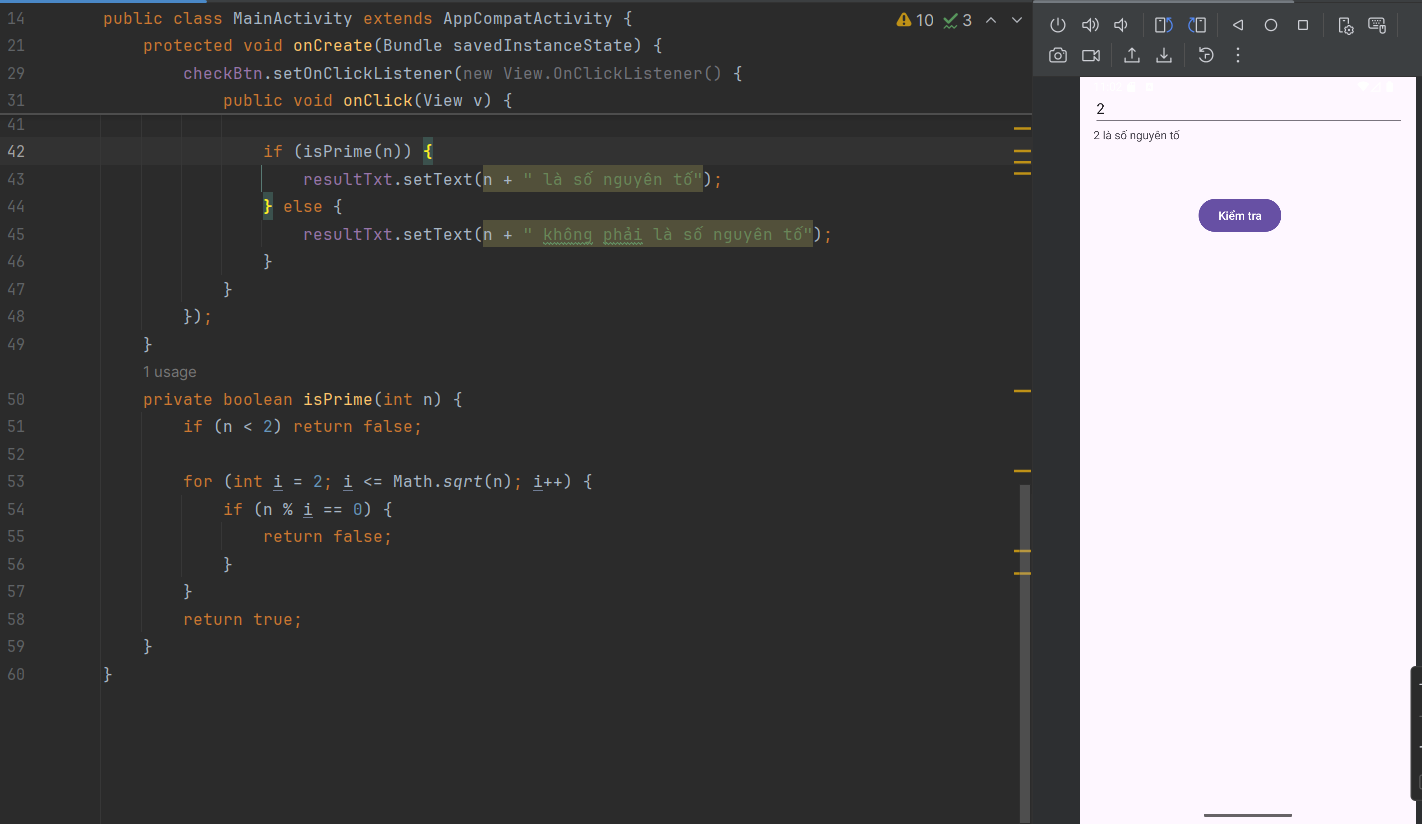 14 public class MainActivity extends AppCompatActivity {
10 3
21 protected void onCreate(Bundle savedInstanceState) {
29 checkBtn.setOnClickListener(new View.OnClickListener() {
31 public void onClick(View v) {
41
42 if (isPrime(n)) {
43 resultTxt.setText(n + " là số nguyên tố");
44 } else {
45 resultTxt.setText(n + " không phải là số nguyên tố");
46 }
47 }
48 });
49 }
1 usage
50 private boolean isPrime(int n) {
51 if (n < 2) return false;
52
53 for (int i = 2; i <= Math.sqrt(n); i++) {
54 if (n % i == 0) {
55 return false;
56 }
57 }
58 return true;
59 }
60 }
2
2 là số nguyên tố
Kiểm tra